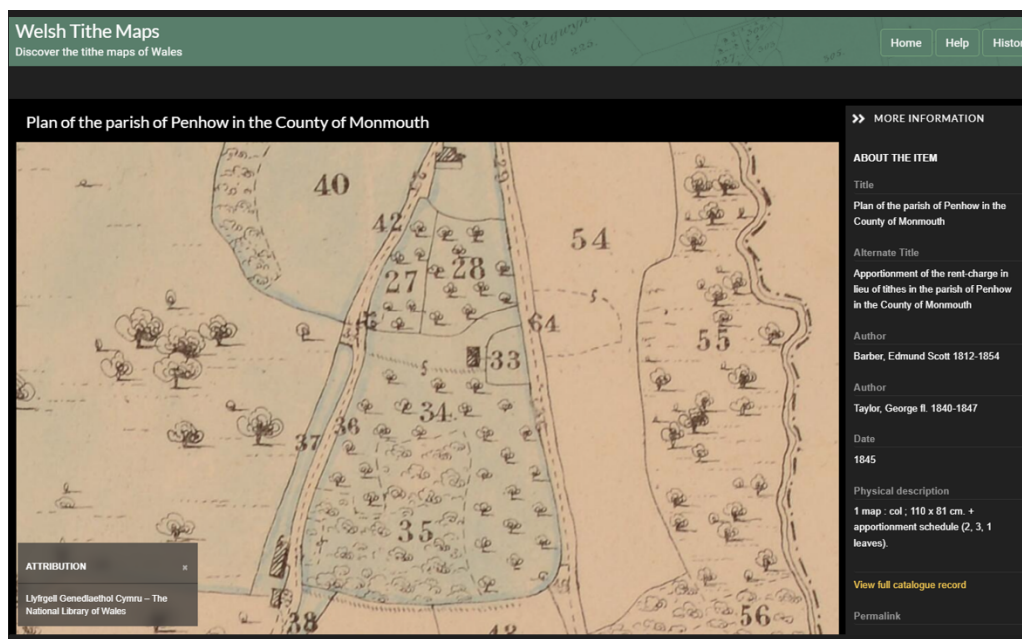 Welsh Tithe Maps
Discover the tithe maps of Wales
Home
Help
Histor
Plan of the parish of Penhow in the County of Monmouth
40
42
27
28
54
64
33
55
34
36
37
35
38
56
ATTRIBUTION
×
Llyfrgell Genedlaethol Cymru – The
National Library of Wales
MORE INFORMATION
ABOUT THE ITEM
Title
Plan of the parish of Penhow in the
County of Monmouth
Alternate Title
Apportionment of the rent-charge in
lieu of tithes in the parish of Penhow
in the County of Monmouth
Author
Barber, Edmund Scott 1812-1854
Author
Taylor, George fl. 1840-1847
Date
1845
Physical description
1 map : col ; 110 x 81 cm. +
apportionment schedule (2, 3, 1
leaves).
View full catalogue record
Permalink